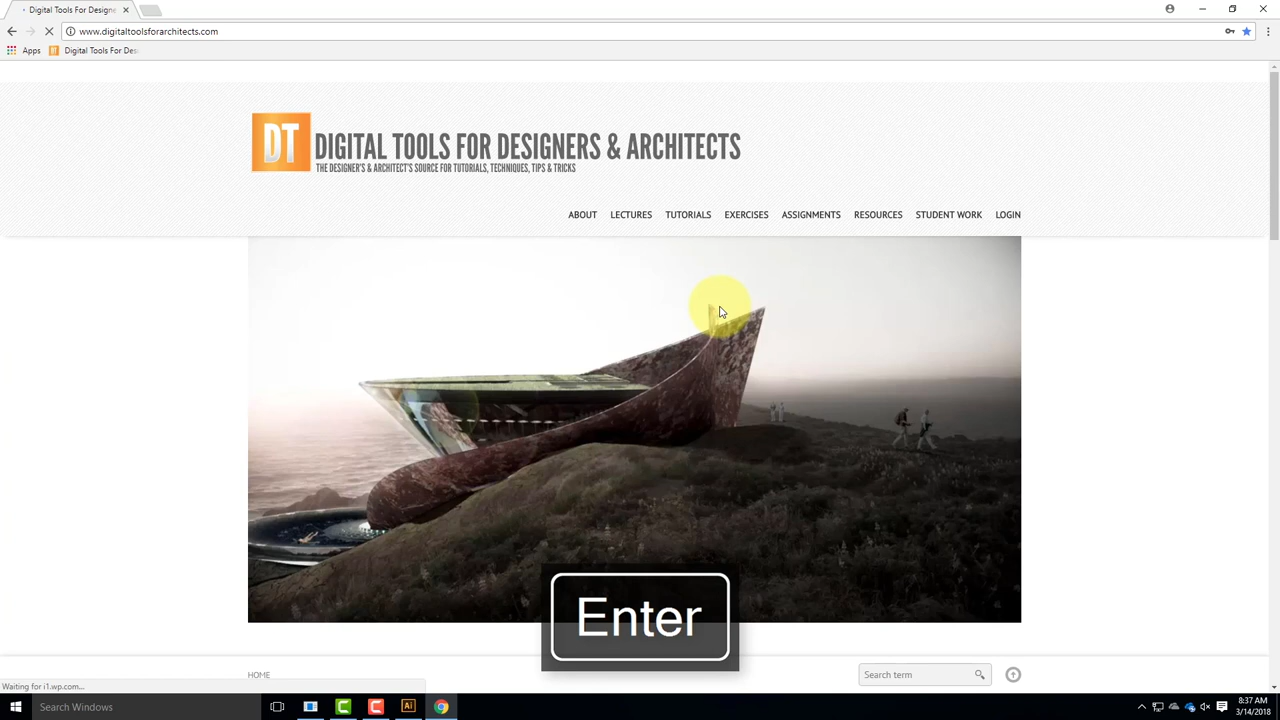 Digital Tools For Designe
www.digitaltoolsforarchitects.com
Apps
Digital Tools For Desi
DT
DIGITAL TOOLS FOR DESIGNERS & ARCHITECTS
THE DESIGNER'S & ARCHITECT'S SOURCE FOR TUTORIALS, TECHNIQUES, TIPS & TRICKS
ABOUT LECTURES TUTORIALS EXERCISES ASSIGNMENTS RESOURCES STUDENT WORK LOGIN
Enter
HOME
Search term
Waiting for i1.wp.com...
Search Windows
Ai
8:37 AM
3/14/2018